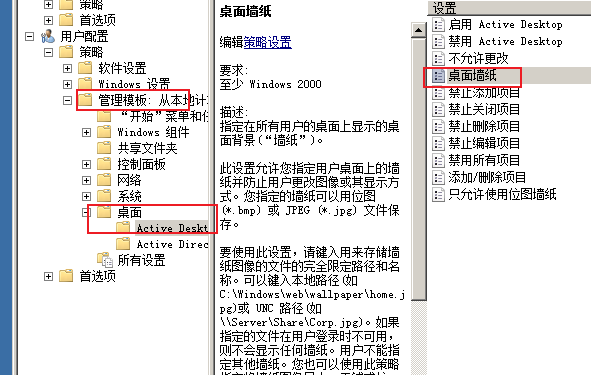 策略
首选项
用户配置
策略
软件设置
Windows 设置
管理模板: 从本地计
“开始”菜单和任
Windows 组件
共享文件夹
控制面板
网络
系统
桌面
Active Deskt
Active Direc
所有设置
首选项
桌面墙纸
编辑策略设置
要求:
至少 Windows 2000
描述:
指定在所有用户的桌面上显示的桌
面背景(“墙纸”)。
此设置允许您指定用户桌面上的墙
纸并防止用户更改图像或其显示方
式。您指定的墙纸可以用位图
(*.bmp) 或 JPEG (*.jpg) 文件保
存。
要使用此设置，请键入用来存储墙
纸图像的文件的完全限定路径和名
称。可以键入本地路径(如
C:\Windows\web\wallpaper\home.j
pg)或 UNC 路径(如
\\Server\Share\Corp.jpg)。如果
指定的文件在用户登录时不可用，
则不会显示任何墙纸。用户不能指
定其他墙纸。您也可以使用此策略
设置
启用 Active Desktop
禁用 Active Desktop
不允许更改
桌面墙纸
禁止添加项目
禁止关闭项目
禁止删除项目
禁止编辑项目
禁用所有项目
添加/删除项目
只允许使用位图墙纸